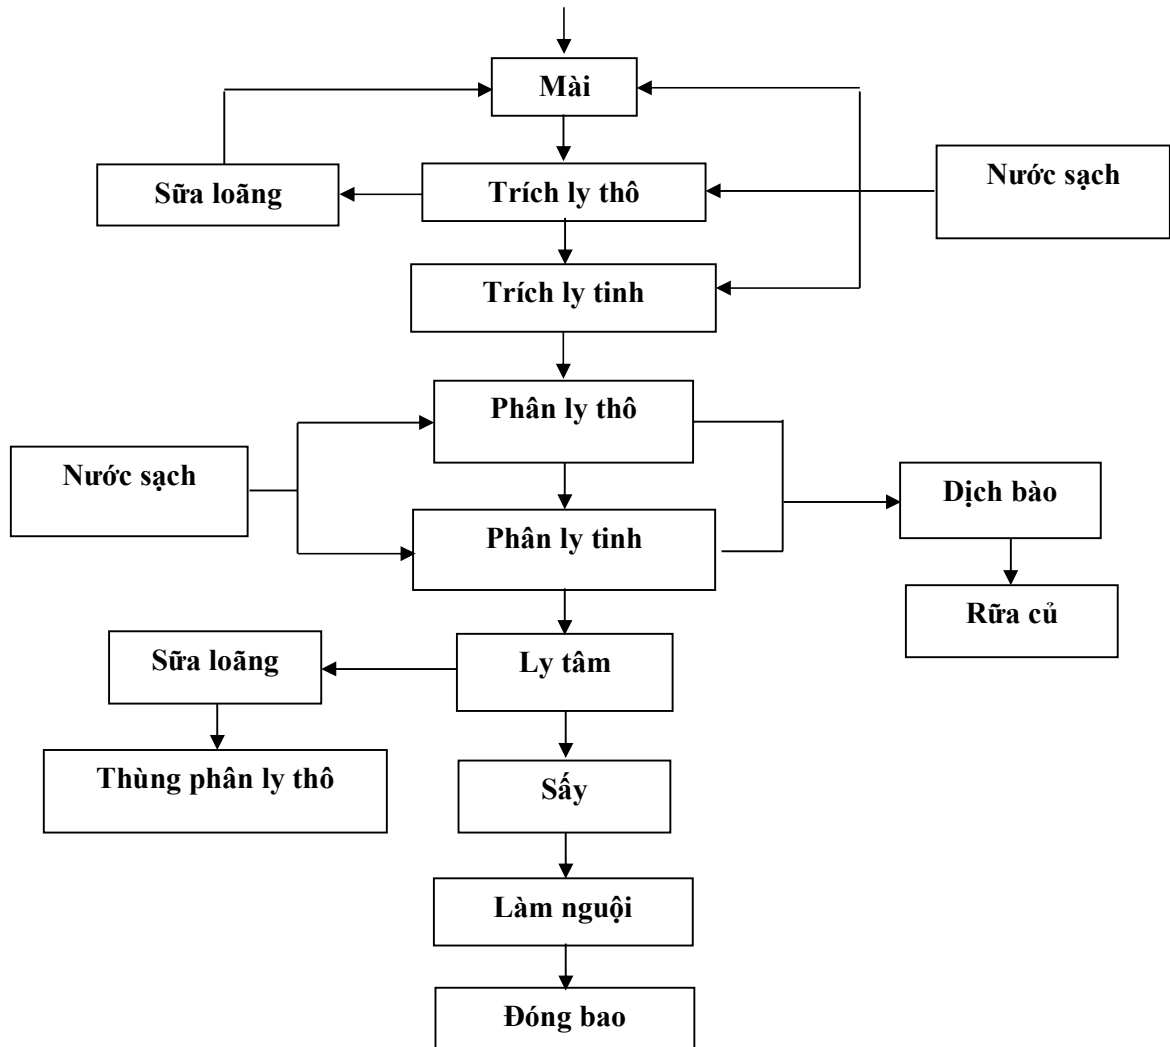 Mài
Sữa loãng
Trích ly thô
Nước sạch
Trích ly tinh
Phân ly thô
Nước sạch
Dịch bào
Phân ly tinh
Rữa củ
Sữa loãng
Ly tâm
Thùng phân ly thô
Sấy
Làm nguội
Đóng bao